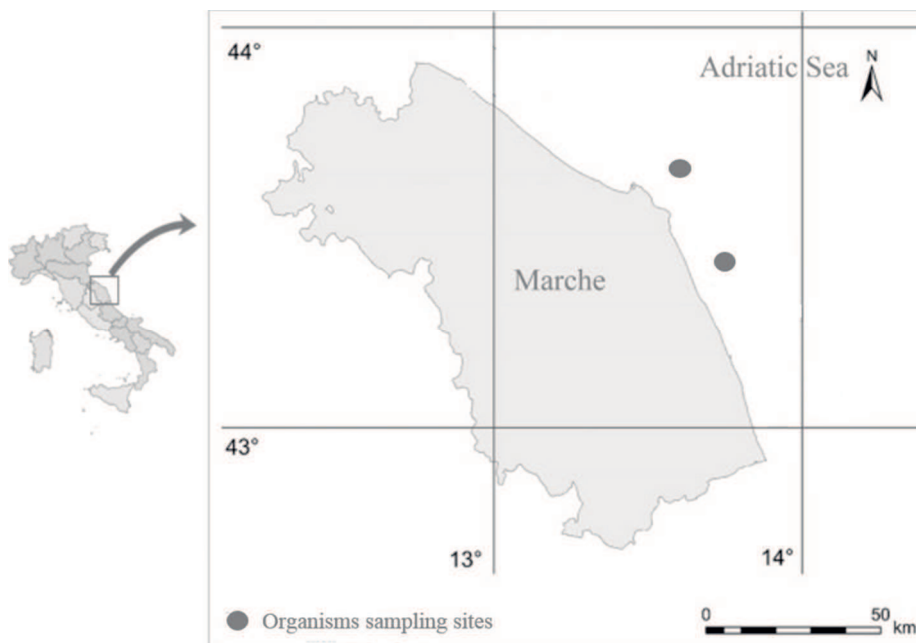 44°
Adriatic Sea
N
Marche
43°
13°
14°
Organisms sampling sites
0 50
km